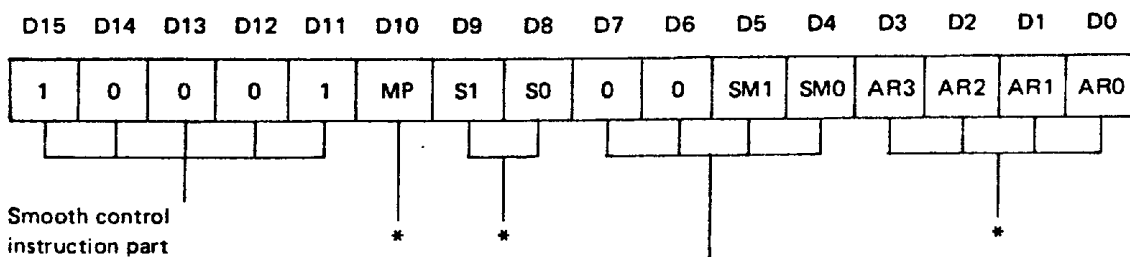 D15 D14 D13 D12 D11 D10 D9 D8 D7 D6 D5 D4 D3 D2 D1 D0
1 0 0 0 1 MP S1 S0 0 0 SM1 SM0 AR3 AR2 AR1 AR0
Smooth control
instruction part
* * *